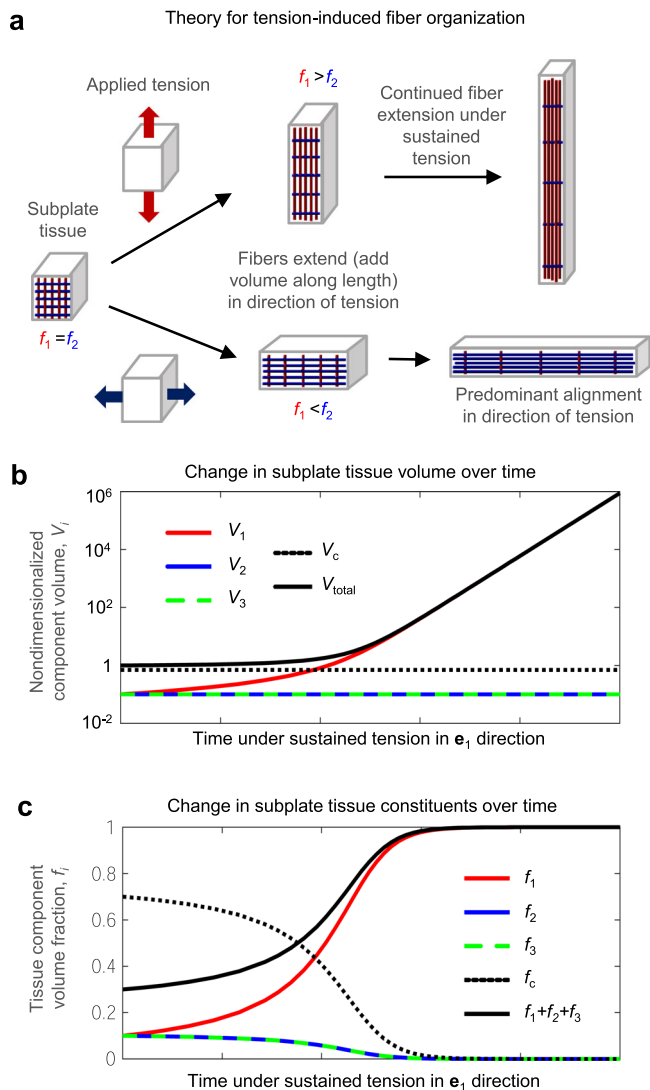 a
Theory for tension-induced fiber organization
Applied tension
f1 > f2
Continued fiber
extension under
sustained
tension
Subplate
tissue
f1 = f2
Fibers extend (add
volume along length)
in direction of tension
f1 < f2
Predominant alignment
in direction of tension
b
Change in subplate tissue volume over time
Nondimensionalized
component volume, Vi
10^6
10^4
10^2
1
10^-2
V1
V2
V3
Vc
Vtotal
Time under sustained tension in e1 direction
c
Change in subplate tissue constituents over time
Tissue component
volume fraction, fi
1
0.8
0.6
0.4
0.2
0
f1
f2
f3
fc
f1+f2+f3
Time under sustained tension in e1 direction